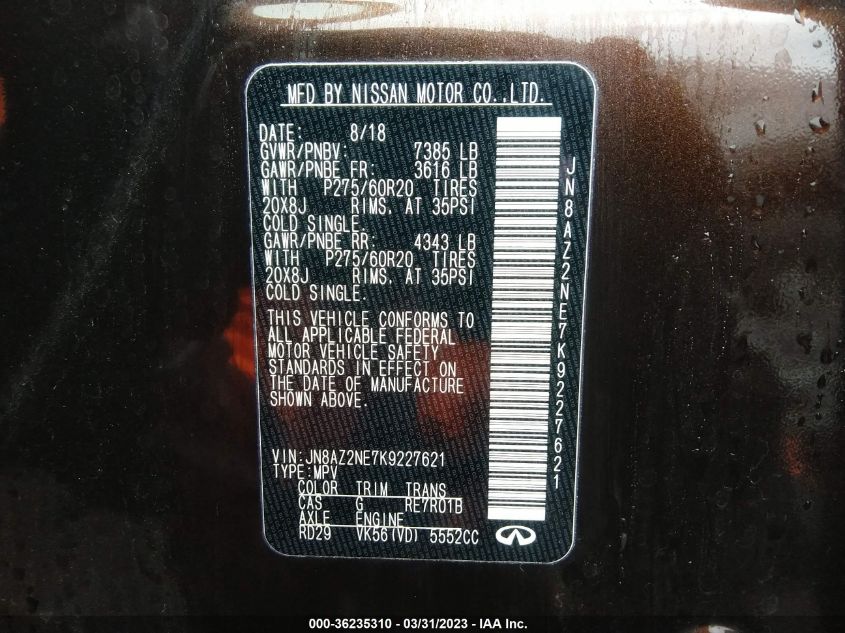 MFD BY NISSAN MOTOR CO.,LTD.
DATE: 8/18
GVWR/PNBV: 7385 LB
GAWR/PNBE FR: 3616 LB
WITH P275/60R20 TIRES
20X8J RIMS. AT 35PSI
COLD SINGLE.
GAWR/PNBE RR: 4343 LB
WITH P275/60R20 TIRES
20X8J RIMS. AT 35PSI
COLD SINGLE.
THIS VEHICLE CONFORMS TO
ALL APPLICABLE FEDERAL
MOTOR VEHICLE SAFETY
STANDARDS IN EFFECT ON
THE DATE OF MANUFACTURE
SHOWN ABOVE.
VIN:JN8AZ2NE7K9227621
TYPE:MPV
COLOR TRIM TRANS
CAS G RE7R01B
AXLE ENGINE
RD29 VK56(VD) 5552CC
JN8AZ2NE7K9227621
000-36235310 - 03/31/2023 - IAA Inc.